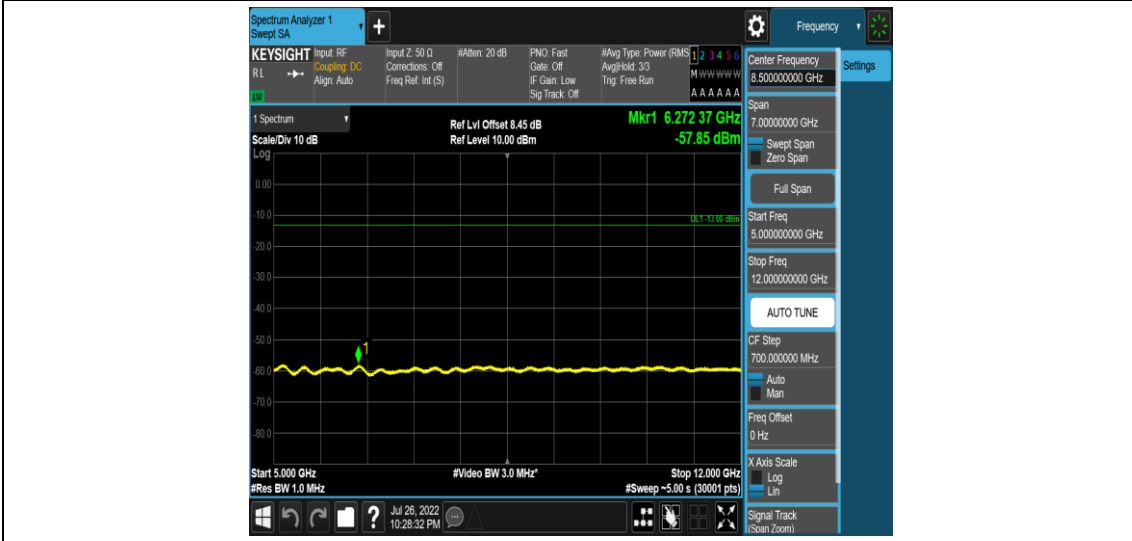 Spectrum Analyzer 1
Swept SA
+
Frequency
KEYSIGHT
RL
Input: RF
Coupling: DC
Align: Auto
Input Z: 50 Ω
Corrections: Off
Freq Ref: Int (S)
#Atten: 20 dB
PNO: Fast
Gate: Off
IF Gain: Low
Sig Track: Off
#Avg Type: Power (RMS
Avg|Hold: 3/3
Trig: Free Run
1 2 3 4 5 6
M W W W W W
A A A A A A
1 Spectrum
Scale/Div 10 dB
Log
Ref Lvl Offset 8.45 dB
Ref Level 10.00 dBm
Mkr1 6.272 37 GHz
-57.85 dBm
0.00
-10.0
DL1 -13.00 dBm
-20.0
-30.0
-40.0
-50.0
1
-60.0
-70.0
-80.0
Start 5.000 GHz
#Res BW 1.0 MHz
#Video BW 3.0 MHz*
Stop 12.000 GHz
#Sweep ~5.00 s (30001 pts)
?
Jul 26, 2022
10:28:32 PM
Center Frequency
8.500000000 GHz
Settings
Span
7.00000000 GHz
Swept Span
Zero Span
Full Span
Start Freq
5.000000000 GHz
Stop Freq
12.000000000 GHz
AUTO TUNE
CF Step
700.000000 MHz
Auto
Man
Freq Offset
0 Hz
X Axis Scale
Log
Lin
Signal Track
(Span Zoom)